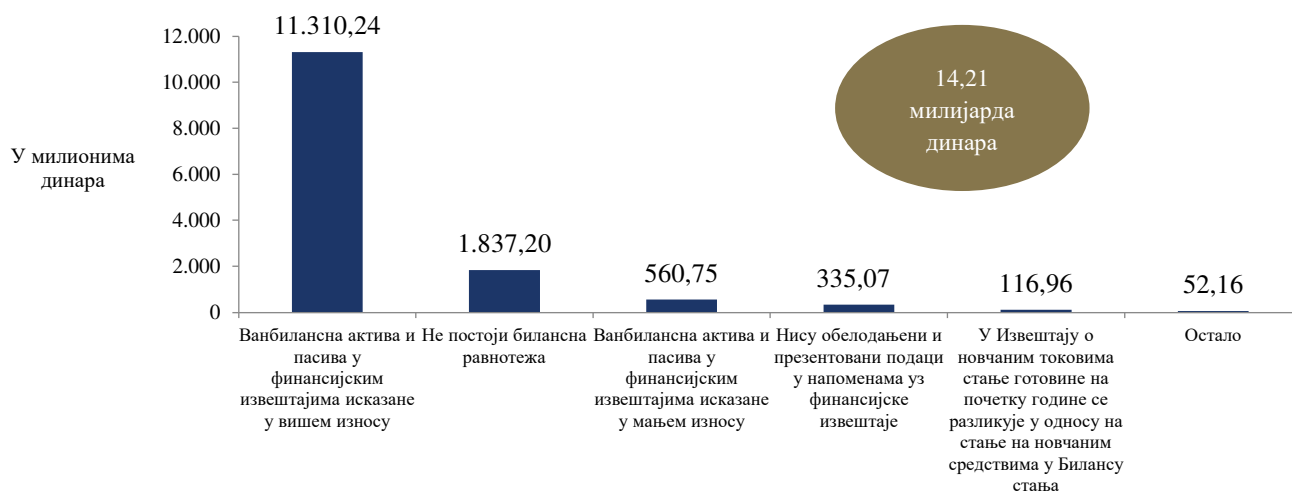 11.310,24
12.000
10.000
8.000
6.000
4.000
2.000
0
У милионима
динара
14,21
милијарда
динара
1.837,20
560,75
335,07
116,96
52,16
Ванбилансна актива и
пасива у
финансијским
извештајима исказане
у вишем износу
Не постоји билансна
равнотежа
Ванбилансна актива и
пасива у
финансијским
извештајима исказане
у мањем износу
Нису обелодањени и
презентовани подаци
у напоменама уз
финансијске
извештаје
У Извештају о
новчаним токовима
стање готовине на
почетку године се
разликује у односу на
стање на новчаним
средствима у Билансу
стања
Остало